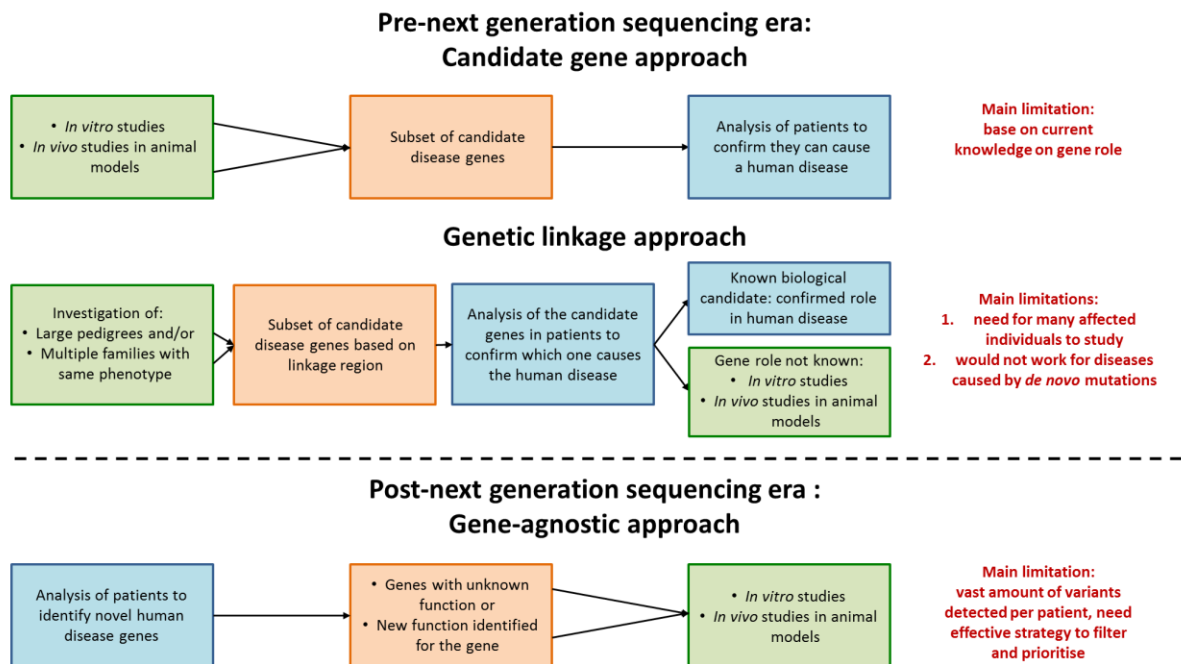 Pre-next generation sequencing era:
Candidate gene approach
• In vitro studies
• In vivo studies in animal
models
Subset of candidate
disease genes
Analysis of patients to
confirm they can cause
a human disease
Main limitation:
base on current
knowledge on gene role
Genetic linkage approach
Investigation of:
• Large pedigrees and/or
• Multiple families with
same phenotype
Subset of candidate
disease genes based on
linkage region
Analysis of the candidate
genes in patients to
confirm which one causes
the human disease
Known biological
candidate: confirmed role
in human disease
Gene role not known:
• In vitro studies
• In vivo studies in animal
models
Main limitations:
1. need for many affected
individuals to study
2. would not work for diseases
caused by de novo mutations
Post-next generation sequencing era :
Gene-agnostic approach
Analysis of patients to
identify novel human
disease genes
• Genes with unknown
function or
• New function identified
for the gene
• In vitro studies
• In vivo studies in animal
models
Main limitation:
vast amount of variants
detected per patient, need
effective strategy to filter
and prioritise